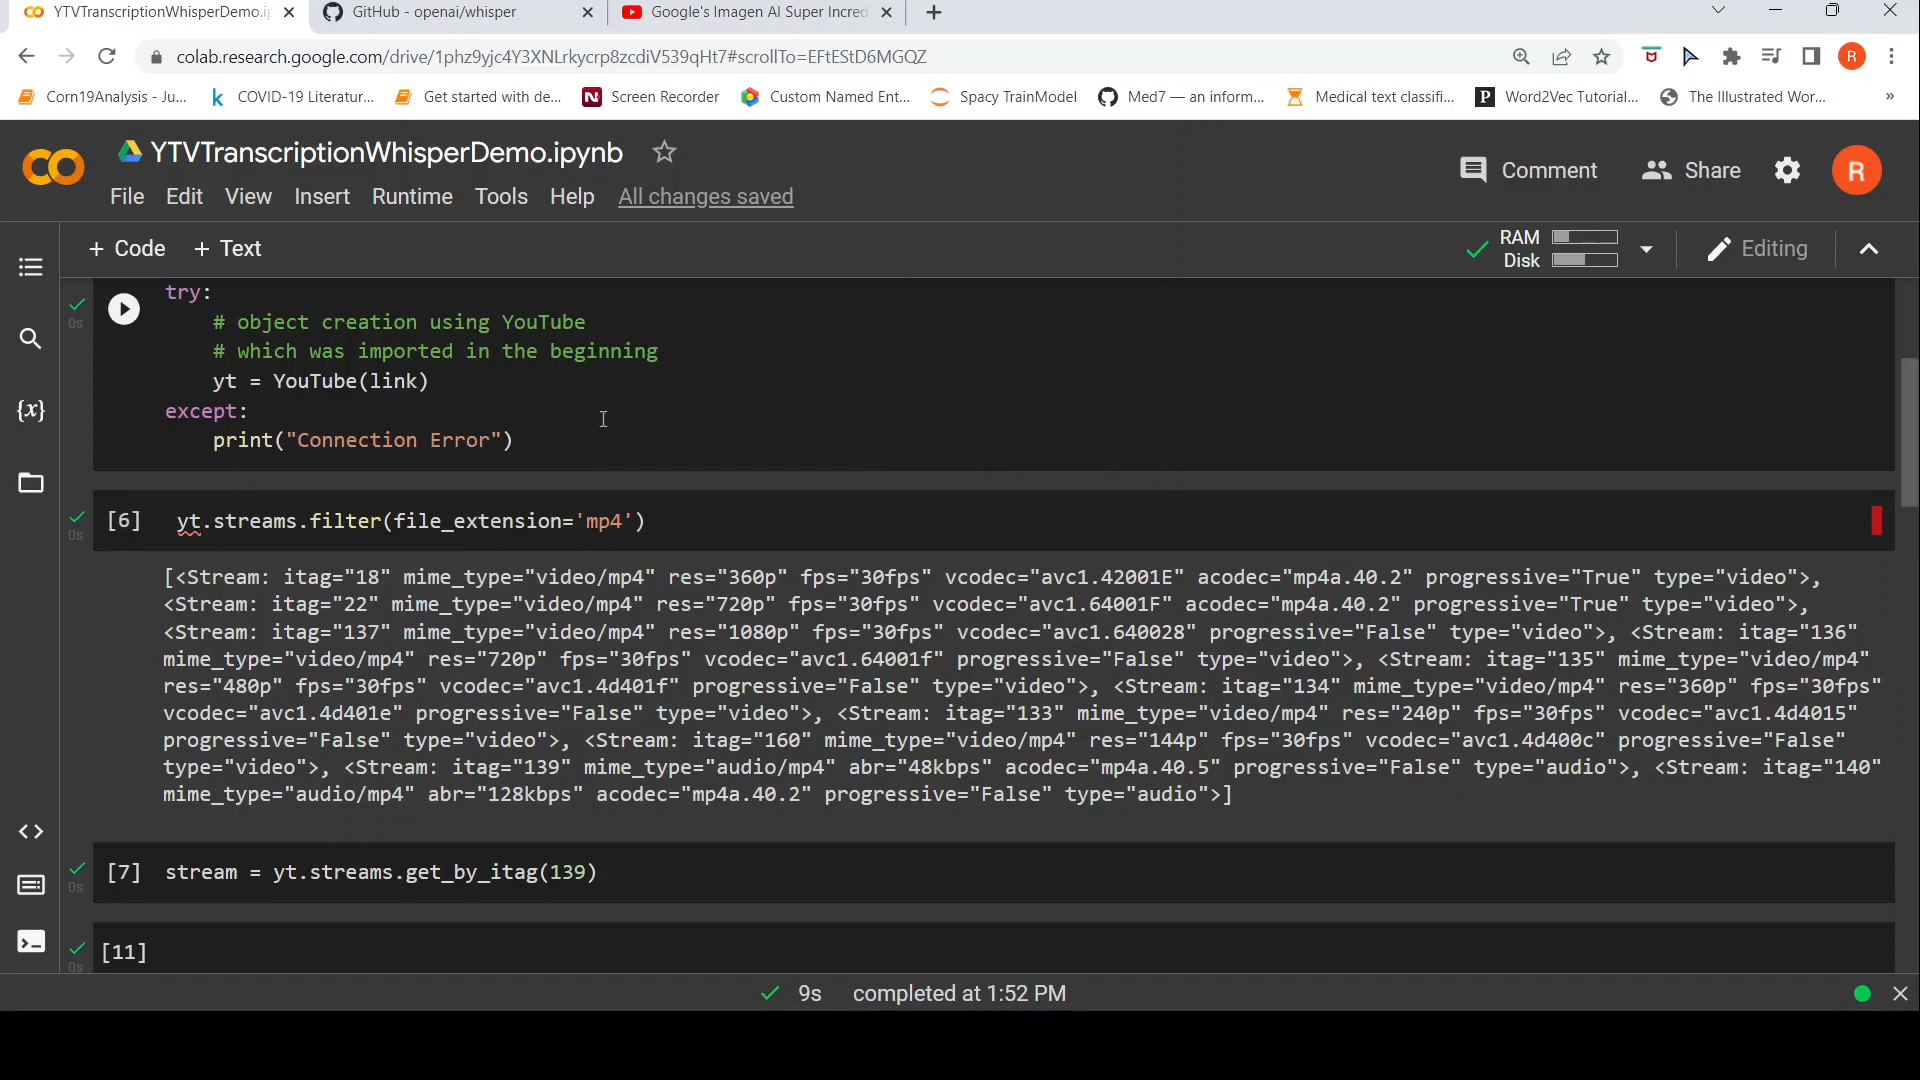 YTVTranscriptionWhisperDemo.i
GitHub - openai/whisper
Google's Imagen AI Super Incred
colab.research.google.com/drive/1phz9yjc4Y3XNLrkycrp8zcdiV539qHt7#scrollTo=EFtEStD6MGQZ
R
Corn19Analysis - Ju...
COVID-19 Literatur...
Get started with de...
Screen Recorder
Custom Named Ent...
Spacy TrainModel
Med7 — an inform...
Medical text classifi...
Word2Vec Tutorial...
The Illustrated Wor...
»
YTVTranscriptionWhisperDemo.ipynb
Comment
Share
R
File Edit View Insert Runtime Tools Help All changes saved
+ Code + Text
RAM
Disk
Editing
try:
# object creation using YouTube
# which was imported in the beginning
yt = YouTube(link)
except:
print("Connection Error")
0s
[6] yt.streams.filter(file_extension='mp4')
0s
[<Stream: itag="18" mime_type="video/mp4" res="360p" fps="30fps" vcodec="avc1.42001E" acodec="mp4a.40.2" progressive="True" type="video">,
<Stream: itag="22" mime_type="video/mp4" res="720p" fps="30fps" vcodec="avc1.64001F" acodec="mp4a.40.2" progressive="True" type="video">,
<Stream: itag="137" mime_type="video/mp4" res="1080p" fps="30fps" vcodec="avc1.640028" progressive="False" type="video">, <Stream: itag="136"
mime_type="video/mp4" res="720p" fps="30fps" vcodec="avc1.64001f" progressive="False" type="video">, <Stream: itag="135" mime_type="video/mp4"
res="480p" fps="30fps" vcodec="avc1.4d401f" progressive="False" type="video">, <Stream: itag="134" mime_type="video/mp4" res="360p" fps="30fps"
vcodec="avc1.4d401e" progressive="False" type="video">, <Stream: itag="133" mime_type="video/mp4" res="240p" fps="30fps" vcodec="avc1.4d4015"
progressive="False" type="video">, <Stream: itag="160" mime_type="video/mp4" res="144p" fps="30fps" vcodec="avc1.4d400c" progressive="False"
type="video">, <Stream: itag="139" mime_type="audio/mp4" abr="48kbps" acodec="mp4a.40.5" progressive="False" type="audio">, <Stream: itag="140"
mime_type="audio/mp4" abr="128kbps" acodec="mp4a.40.2" progressive="False" type="audio">]
[7] stream = yt.streams.get_by_itag(139)
0s
[11]
0s
9s completed at 1:52 PM